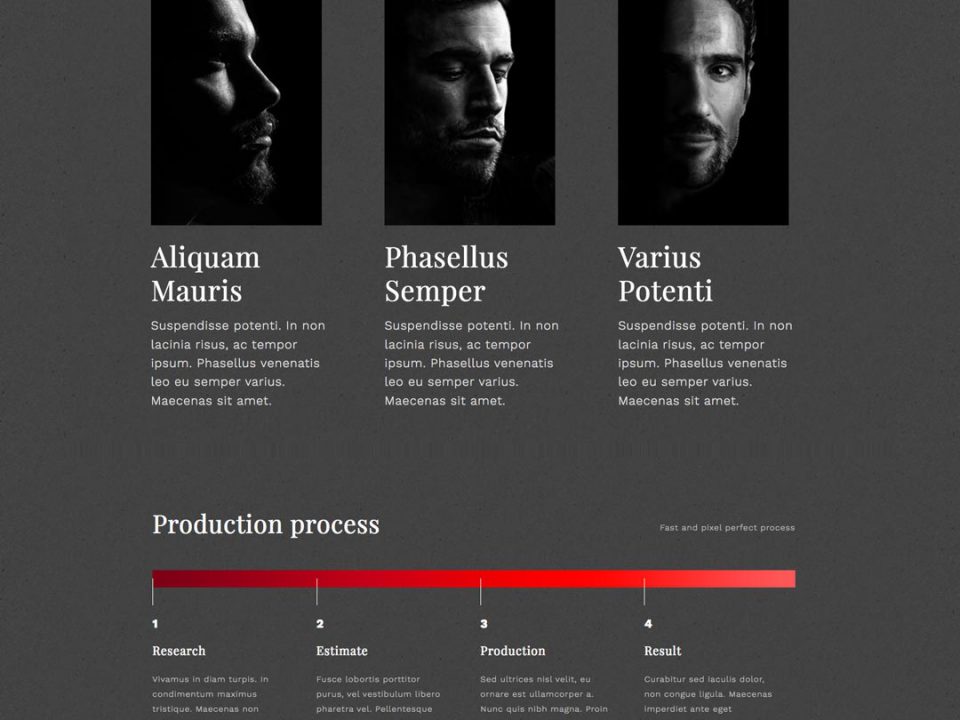 Aliquam
Mauris
Suspendisse potenti. In non
lacinia risus, ac tempor
ipsum. Phasellus venenatis
leo eu semper varius.
Maecenas sit amet.
Phasellus
Semper
Suspendisse potenti. In non
lacinia risus, ac tempor
ipsum. Phasellus venenatis
leo eu semper varius.
Maecenas sit amet.
Varius
Potenti
Suspendisse potenti. In non
lacinia risus, ac tempor
ipsum. Phasellus venenatis
leo eu semper varius.
Maecenas sit amet.
Production process
Fast and pixel perfect process
1
Research
Vivamus in diam turpis. In
condimentum maximus
tristique. Maecenas non
2
Estimate
Fusce lobortis porttitor
purus, vel vestibulum libero
pharetra vel. Pellentesque
3
Production
Sed ultrices nisl velit, eu
ornare est ullamcorper a.
Nunc quis nibh magna. Proin
4
Result
Curabitur sed iaculis dolor,
non congue ligula. Maecenas
imperdiet ante eget